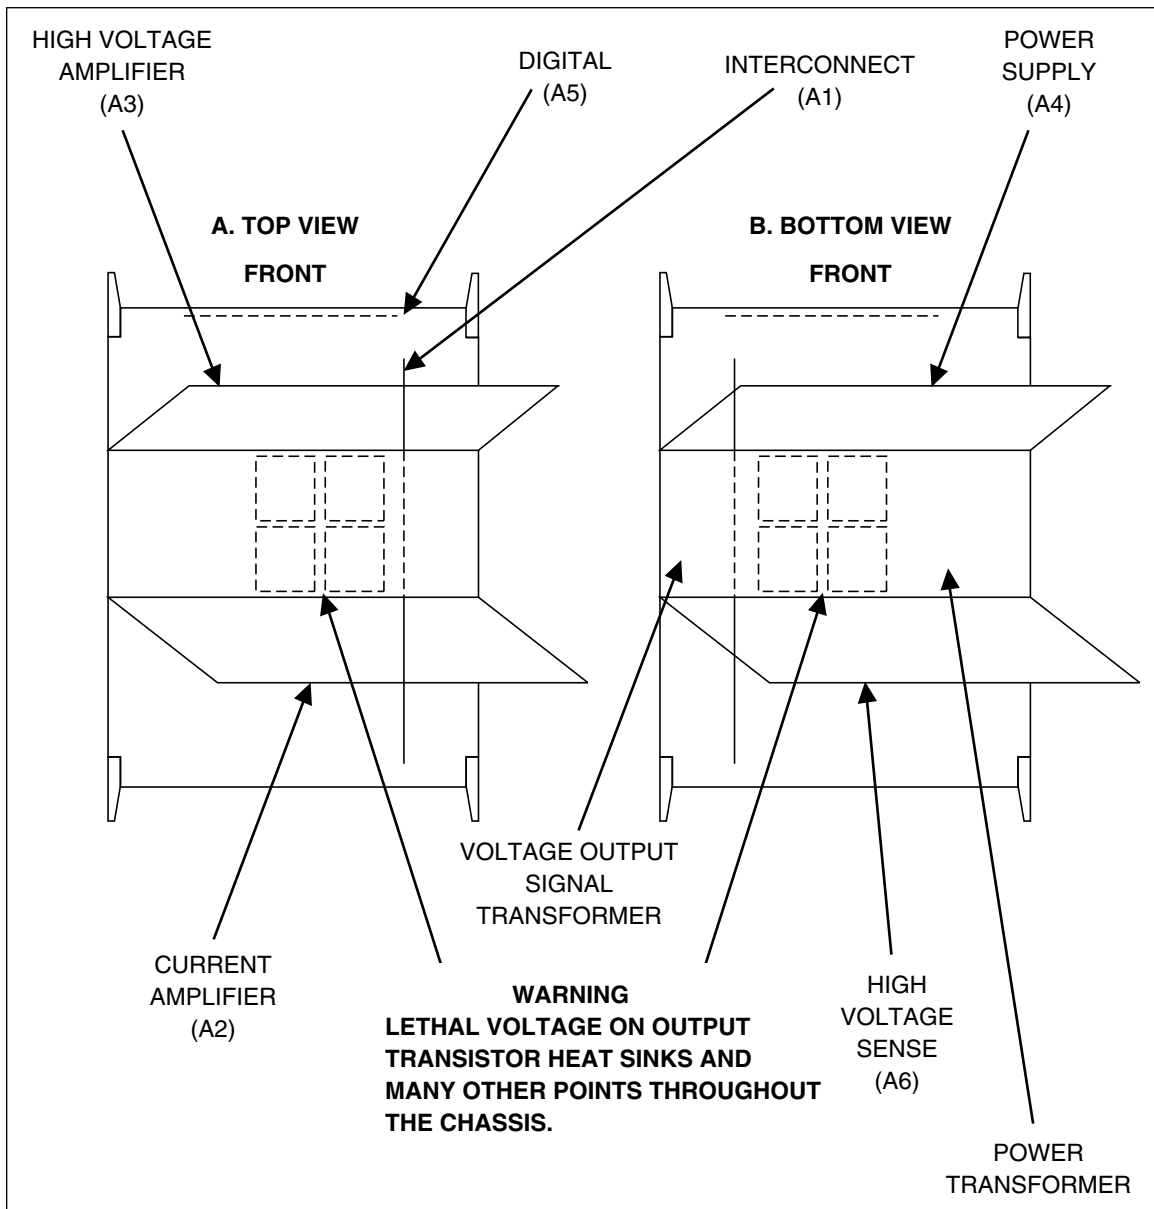 HIGH VOLTAGE
AMPLIFIER
(A3)
DIGITAL
(A5)
INTERCONNECT
(A1)
POWER
SUPPLY
(A4)
A. TOP VIEW
FRONT
B. BOTTOM VIEW
FRONT
VOLTAGE OUTPUT
SIGNAL
TRANSFORMER
CURRENT
AMPLIFIER
(A2)
WARNING
LETHAL VOLTAGE ON OUTPUT
TRANSISTOR HEAT SINKS AND
MANY OTHER POINTS THROUGHOUT
THE CHASSIS.
HIGH
VOLTAGE
SENSE
(A6)
POWER
TRANSFORMER